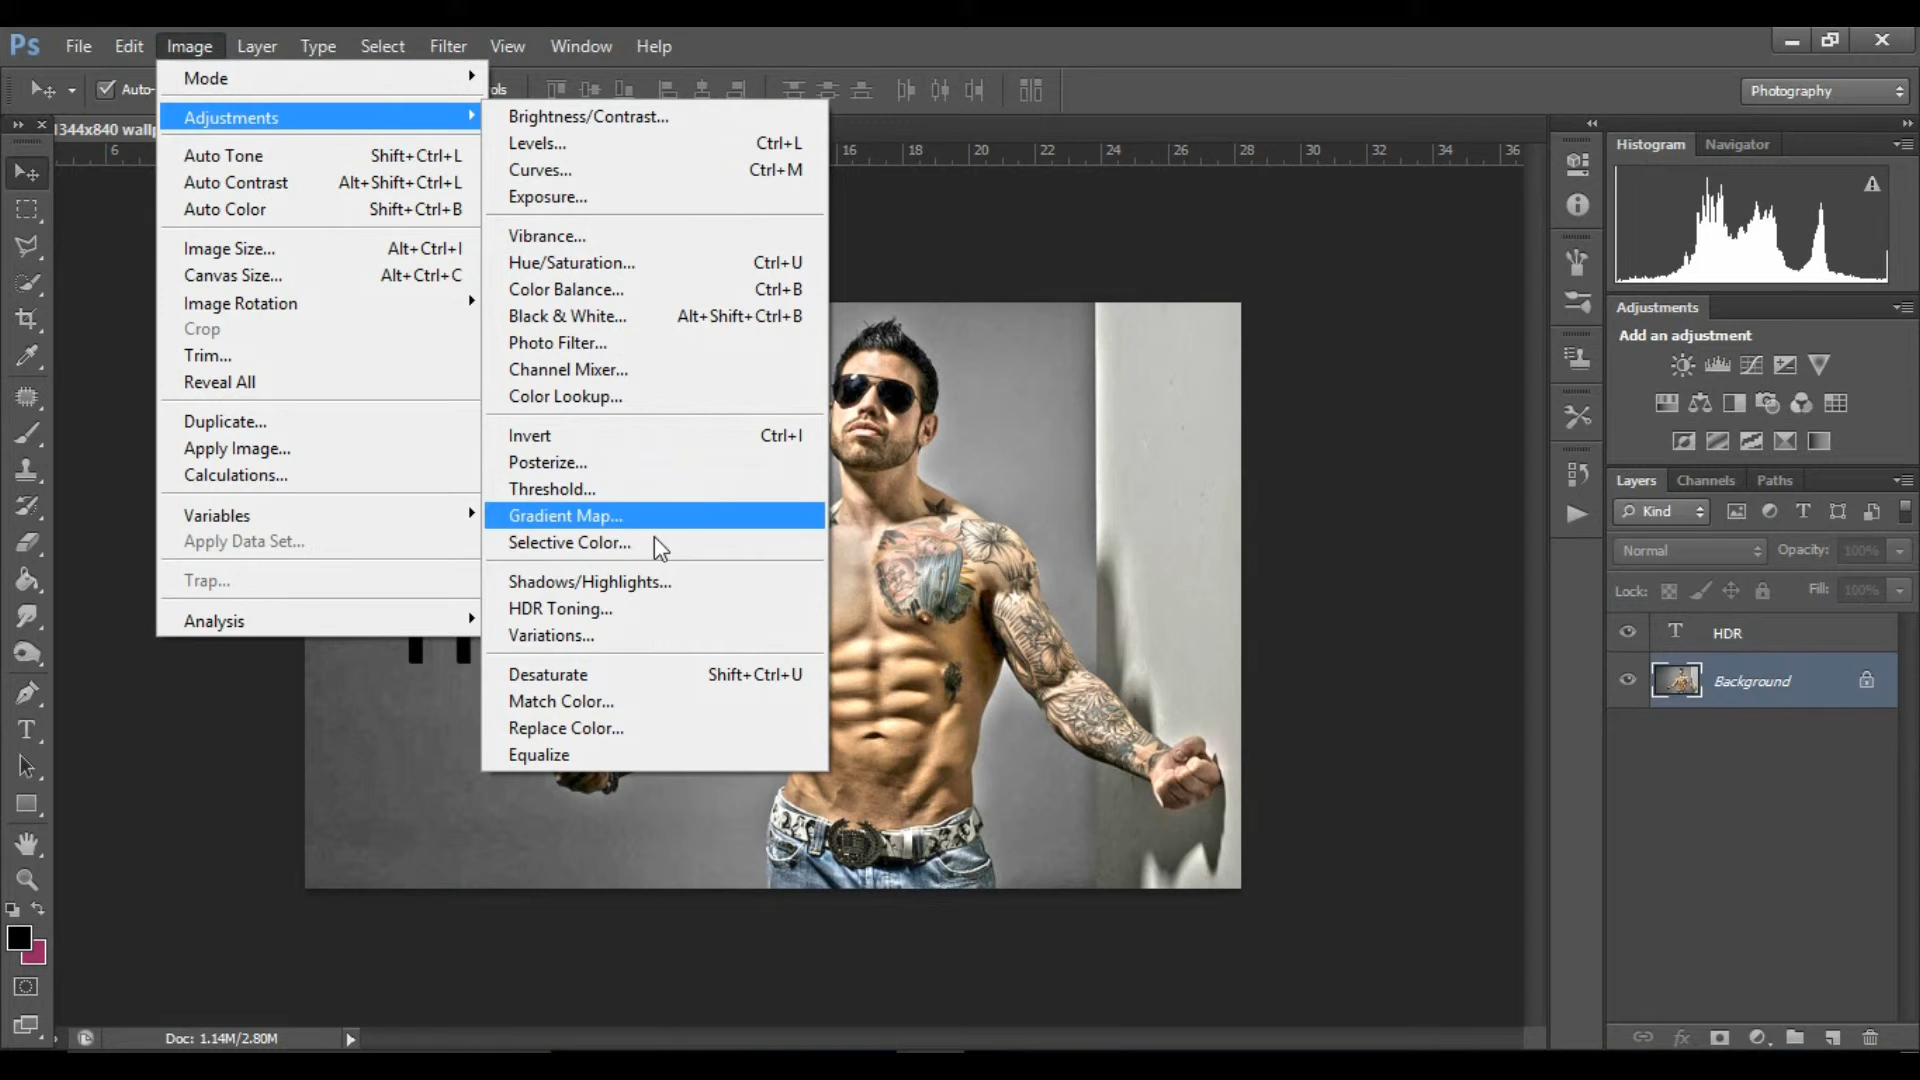 Ps File Edit Image Layer Type Select Filter View Window Help
Auto- ols Photography
1344x840 wallp
6 16 18 20 22 24 26 28 30 32 34 36
Mode
Adjustments
Auto Tone Shift+Ctrl+L
Auto Contrast Alt+Shift+Ctrl+L
Auto Color Shift+Ctrl+B
Image Size... Alt+Ctrl+I
Canvas Size... Alt+Ctrl+C
Image Rotation
Crop
Trim...
Reveal All
Duplicate...
Apply Image...
Calculations...
Variables
Apply Data Set...
Trap...
Analysis
Brightness/Contrast...
Levels... Ctrl+L
Curves... Ctrl+M
Exposure...
Vibrance...
Hue/Saturation... Ctrl+U
Color Balance... Ctrl+B
Black & White... Alt+Shift+Ctrl+B
Photo Filter...
Channel Mixer...
Color Lookup...
Invert Ctrl+I
Posterize...
Threshold...
Gradient Map...
Selective Color...
Shadows/Highlights...
HDR Toning...
Variations...
Desaturate Shift+Ctrl+U
Match Color...
Replace Color...
Equalize
Histogram Navigator
Adjustments
Add an adjustment
Layers Channels Paths
Kind
Normal Opacity: 100%
Lock: Fill: 100%
T HDR
Background
Doc: 1.14M/2.80M